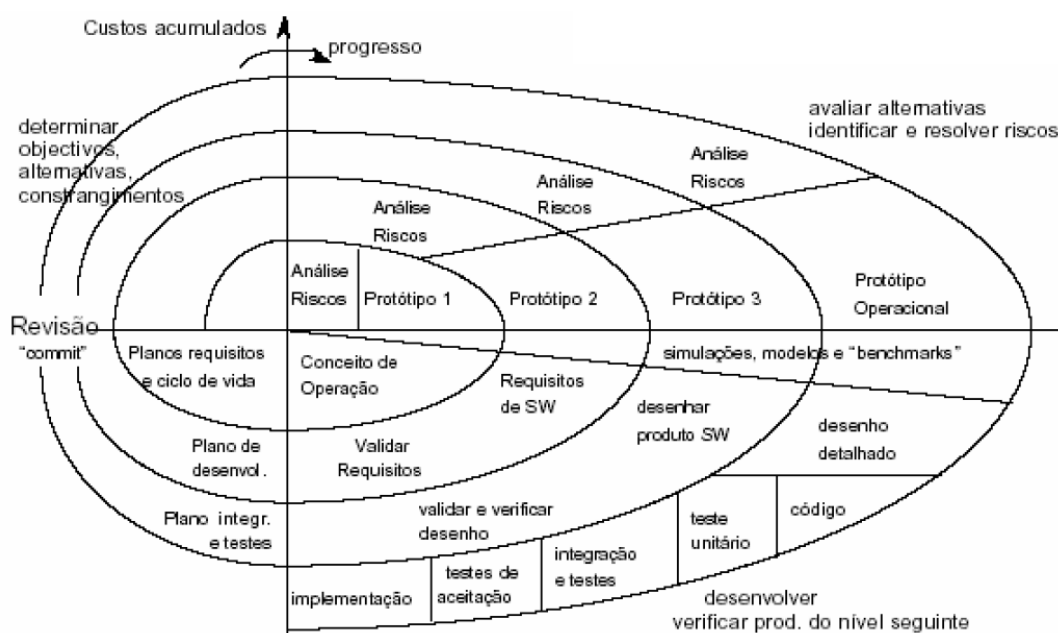 Custos acumulados
progresso
determinar
objectivos,
alternativas,
constrangimentos
avaliar alternativas
identificar e resolver riscos
Análise
Riscos
Análise
Riscos
Análise
Riscos
Análise
Riscos
Protótipo 1
Protótipo 2
Protótipo 3
Protótipo
Operacional
Revisão
“commit”
Planos requisitos
e ciclo de vida
Conceito de
Operação
simulações, modelos e “benchmarks”
Requisitos
de SW
desenhar
produto SW
desenho
detalhado
Plano de
desenvol.
Validar
Requisitos
Plano integr.
e testes
validar e verificar
desenho
teste
unitário
código
integração
e testes
testes de
aceitação
implementação
desenvolver
verificar prod. do nível seguinte